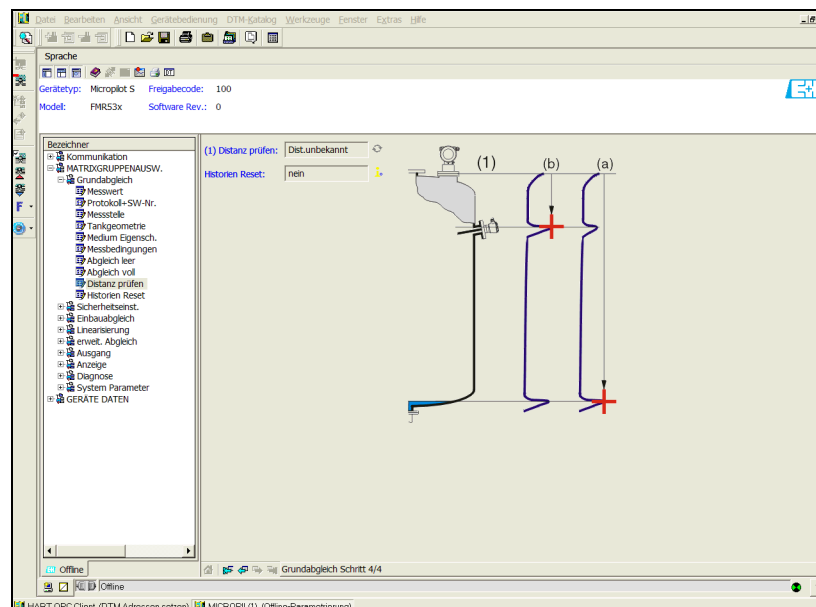 Datei Bearbeiten Ansicht Gerätebedienung DTM-Katalog Werkzeuge Fenster Extras Hilfe
Sprache
Gerätetyp: Micropilot S Freigabecode: 100
Model: FMR53x Software Rev.: 0
Bezeichner
Kommunikation
MATRIXGRUPPENAUSW.
Grundabgleich
Messwert
Protokoll+SW-Nr.
Messstelle
Tankgeometrie
Medium Eigensch.
Messbedingungen
Abgleich leer
Abgleich voll
Distanz prüfen
Historien Reset
Sicherheitseinst.
Einbauabgleich
Linearisierung
erweit. Abgleich
Ausgang
Anzeige
Diagnose
System Parameter
GERÄTE DATEN
(1) Distanz prüfen: Dist.unbekannt
Historien Reset: nein
(1) (b) (a)
Offline
Grundabgleich Schritt 4/4
Offline
HART OPC Client (DTM Adressen setzen) MICROPIL(1) (Offline-Parametrierung)